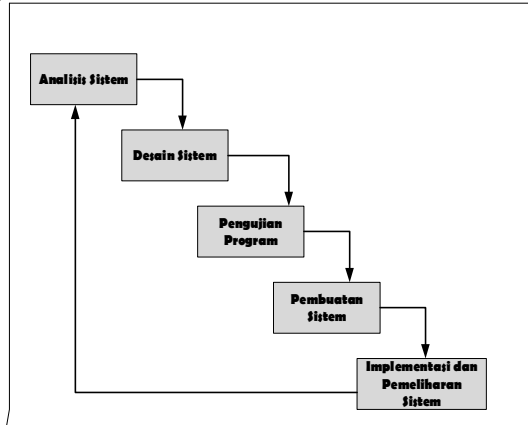 Analisis Sistem
Desain Sistem
Pengujian
Program
Pembuatan
Sistem
Implementasi dan
Pemeliharan
Sistem